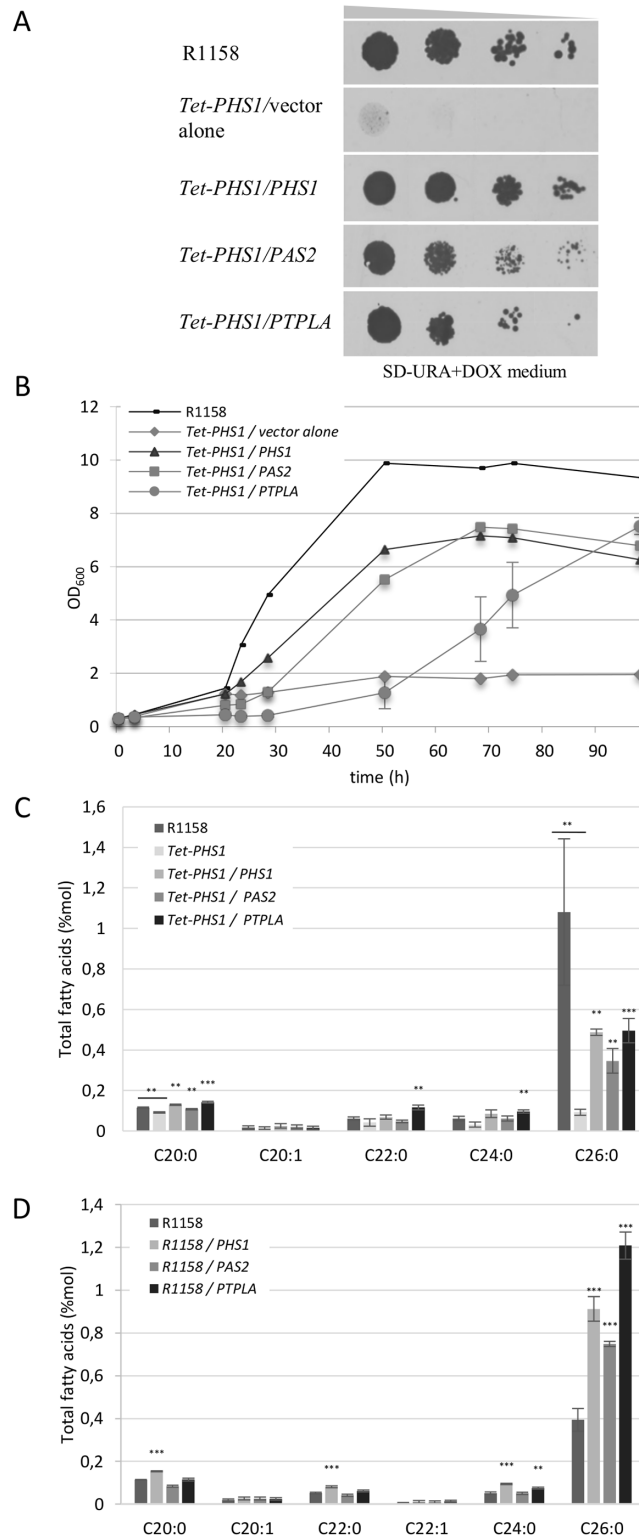 A
R1158
Tet-PHS1/vector
alone
Tet-PHS1/PHS1
Tet-PHS1/PAS2
Tet-PHS1/PTPLA
SD-URA+DOX medium
B
12
10
8
6
4
2
0
OD600
R1158
Tet-PHS1 / vector alone
Tet-PHS1 / PHS1
Tet-PHS1 / PAS2
Tet-PHS1 / PTPLA
0 10 20 30 40 50 60 70 80 90
time (h)
C
1,6
1,4
1,2
1
0,8
0,6
0,4
0,2
0
Total fatty acids (%mol)
R1158
Tet-PHS1
Tet-PHS1 / PHS1
Tet-PHS1 / PAS2
Tet-PHS1 / PTPLA
** ** ** *** ** ** ** ** ** ***
C20:0 C20:1 C22:0 C24:0 C26:0
D
1,4
1,2
1
0,8
0,6
0,4
0,2
0
Total fatty acids (%mol)
R1158
R1158 / PHS1
R1158 / PAS2
R1158 / PTPLA
*** *** *** ** *** *** ***
C20:0 C20:1 C22:0 C22:1 C24:0 C26:0